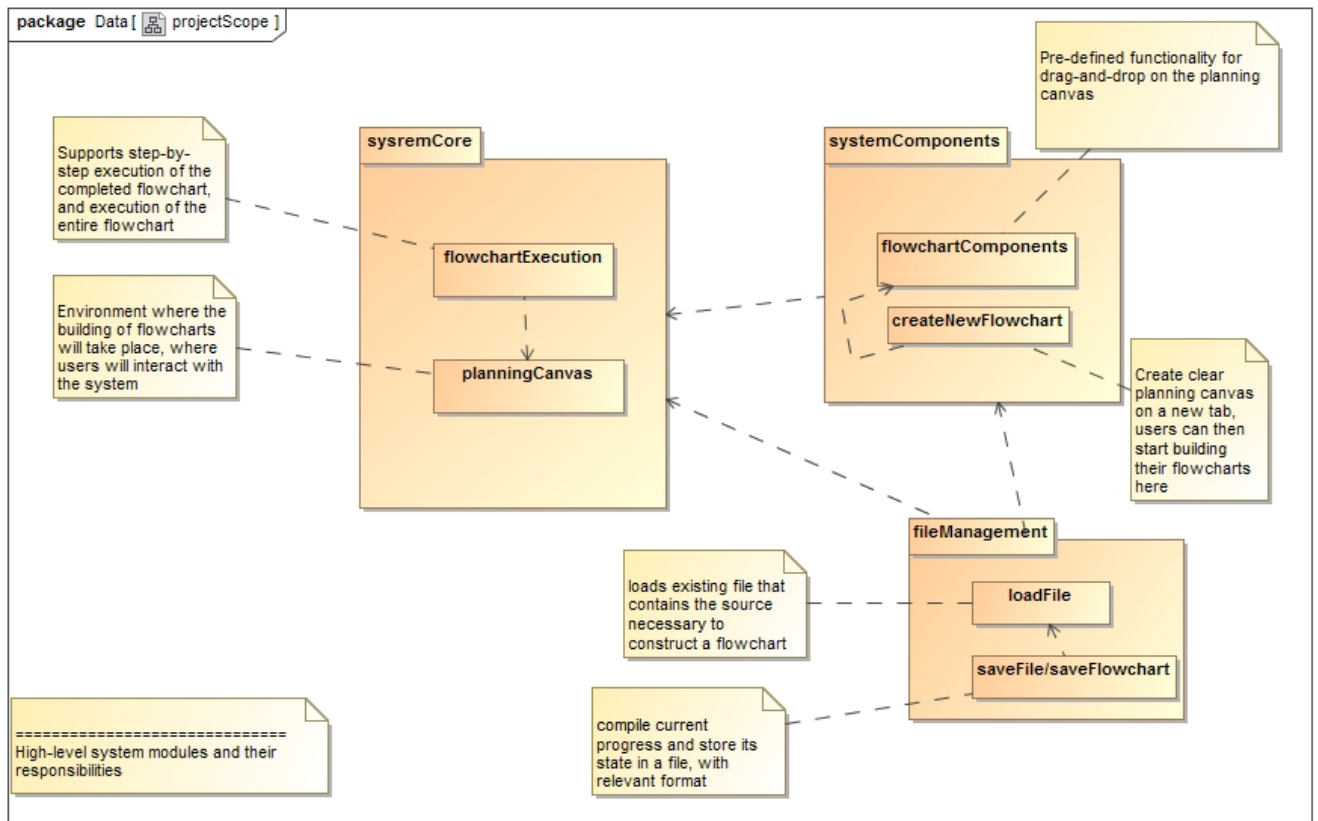 package Data [ projectScope ]
Pre-defined functionality for
drag-and-drop on the planning
canvas
Supports step-by-
step execution of the
completed flowchart,
and execution of the
entire flowchart
sysremCore
systemComponents
flowchartExecution
flowchartComponents
Environment where the
building of flowcharts
will take place, where
users will interact with
the system
createNewFlowchart
planningCanvas
Create clear
planning canvas
on a new tab,
users can then
start building
their flowcharts
here
fileManagement
loads existing file that
contains the source
necessary to
construct a flowchart
loadFile
saveFile/saveFlowchart
compile current
progress and store its
state in a file, with
relevant format
==============================
High-level system modules and their
responsibilities